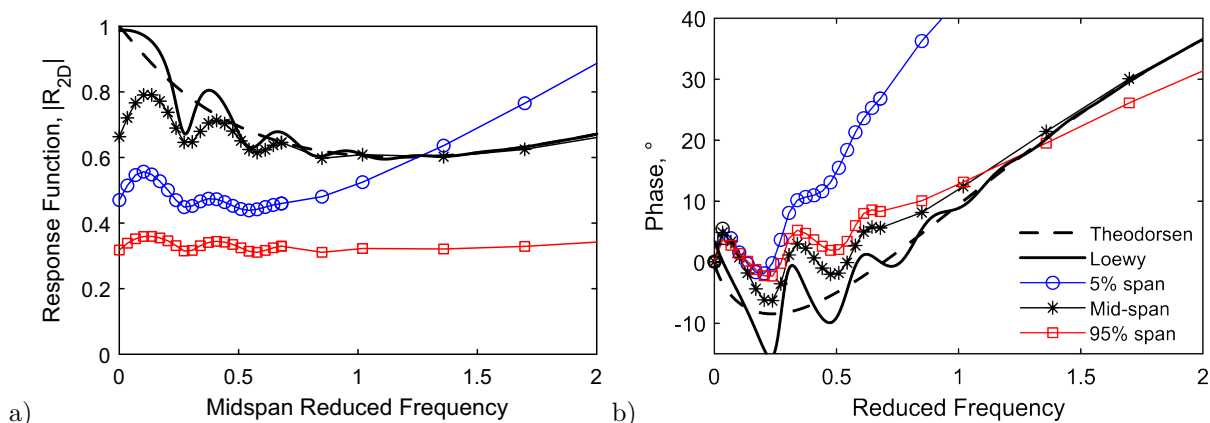 Response Function, |R2D|
1
0.8
0.6
0.4
0.2
0
0
0.5
1
1.5
2
Midspan Reduced Frequency
a)
Phase, °
40
30
20
10
0
-10
0
0.5
1
1.5
2
Reduced Frequency
b)
Theodorsen
Loewy
5% span
Mid-span
95% span